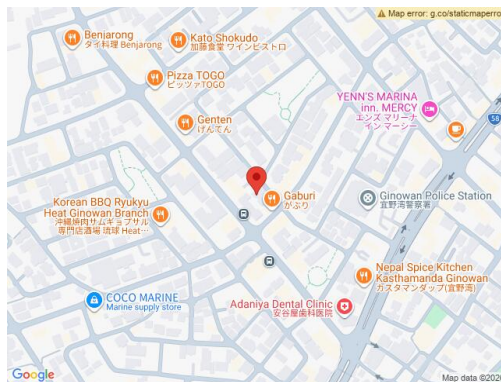 Map error: g.co/staticmaperro
Benjarong
タイ料理 Benjarong
Kato Shokudo
加藤食堂 ワインビストロ
Pizza TOGO
ピッツァTOGO
YENN'S MARINA
inn. MERCY
エンズ マリーナ
イン マーシー
58
Genten
げんてん
Gaburi
がぶり
Ginowan Police Station
宜野湾警察署
Korean BBQ Ryukyu
Heat Ginowan Branch
沖縄焼肉サムギョプサル
専門店酒場 琉球 Heat…
Nepal Spice Kitchen
Kasthamanda Ginowan
カスタマンダップ(宜野湾)
COCO MARINE
Marine supply store
Adaniya Dental Clinic
安谷屋歯科医院
Google
Map data ©202